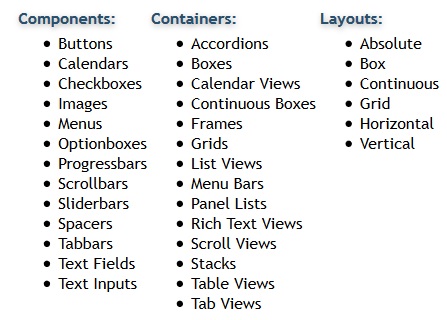 Components:
Buttons
Calendars
Checkboxes
Images
Menus
Optionboxes
Progressbars
Scrollbars
Sliderbars
Spacers
Tabbars
Text Fields
Text Inputs
Containers:
Accordions
Boxes
Calendar Views
Continuous Boxes
Frames
Grids
List Views
Menu Bars
Panel Lists
Rich Text Views
Scroll Views
Stacks
Table Views
Tab Views
Layouts:
Absolute
Box
Continuous
Grid
Horizontal
Vertical